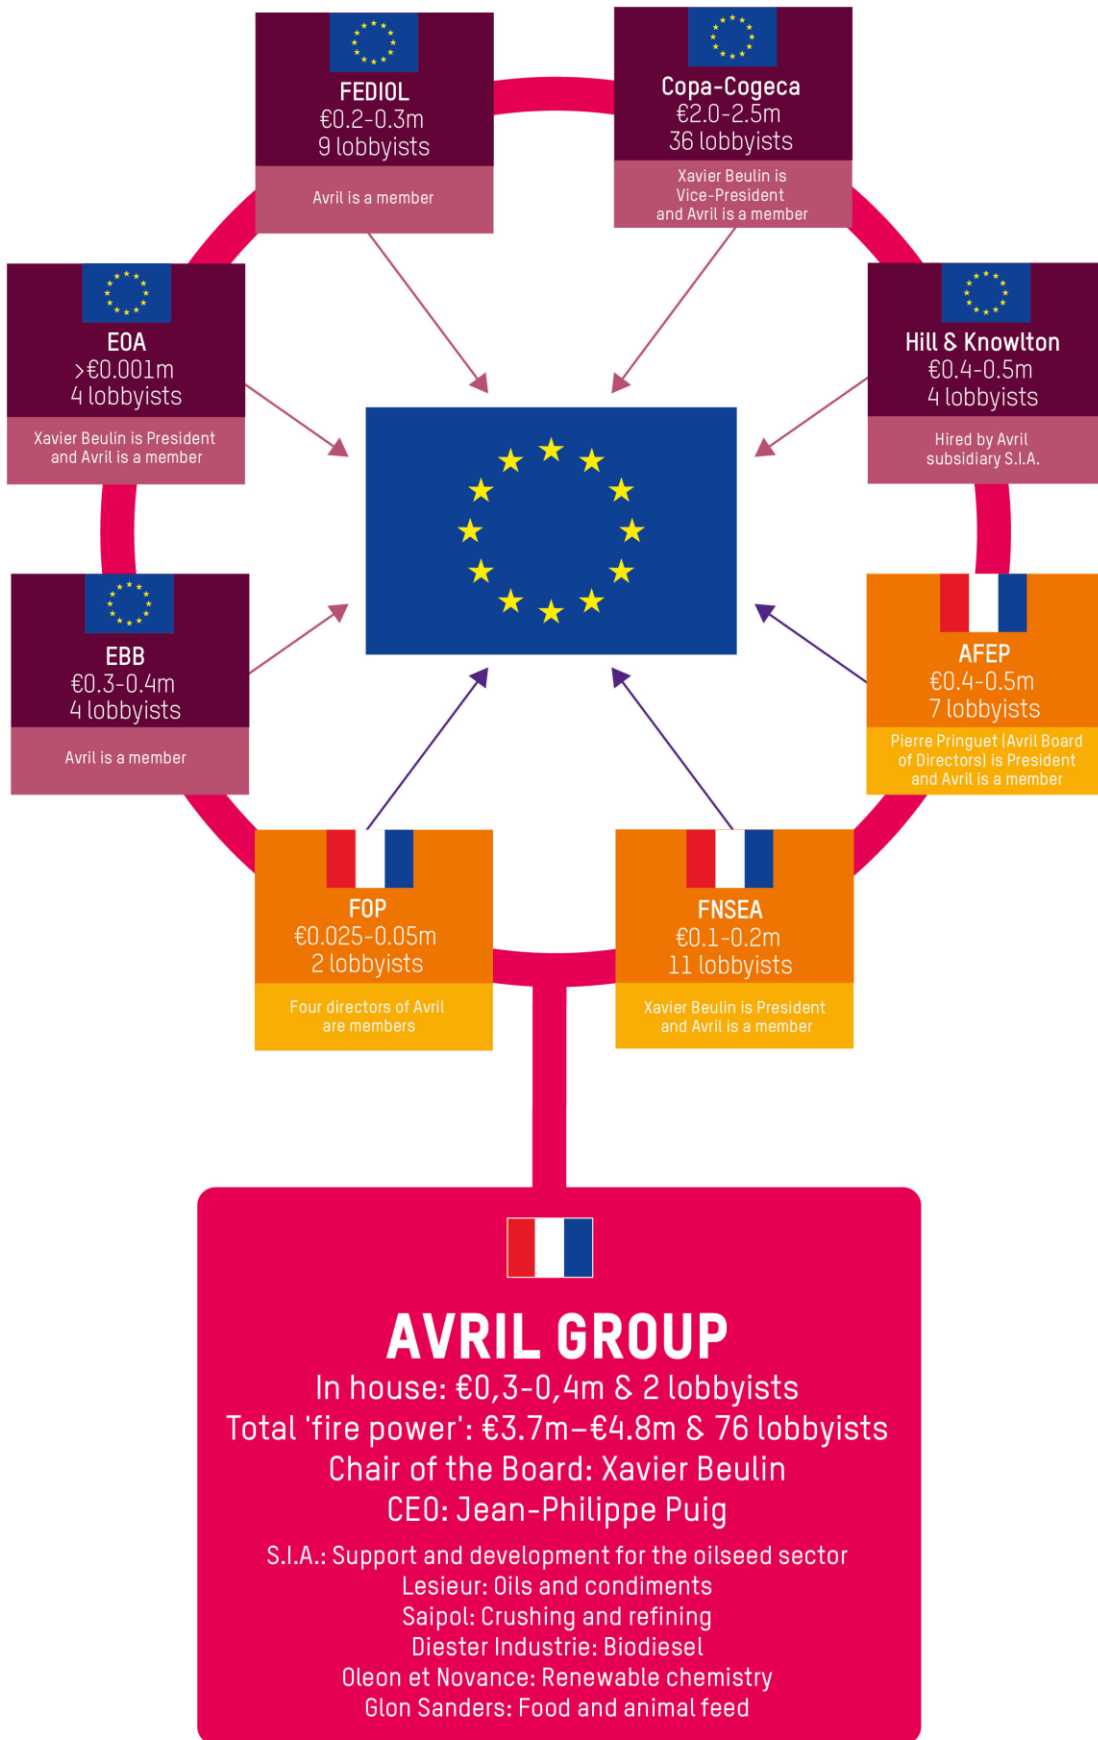 FEDIOL
€0.2-0.3m
9 lobbyists
Avril is a member
Copa-Cogeca
€2.0-2.5m
36 lobbyists
Xavier Beulin is
Vice-President
and Avril is a member
EOA
>€0.001m
4 lobbyists
Xavier Beulin is President
and Avril is a member
Hill & Knowlton
€0.4-0.5m
4 lobbyists
Hired by Avril
subsidiary S.I.A.
EBB
€0.3-0.4m
4 lobbyists
Avril is a member
AFEP
€0.4-0.5m
7 lobbyists
Pierre Pringuet (Avril Board
of Directors) is President
and Avril is a member
FOP
€0.025-0.05m
2 lobbyists
Four directors of Avril
are members
FNSEA
€0.1-0.2m
11 lobbyists
Xavier Beulin is President
and Avril is a member
AVRIL GROUP
In house: €0,3-0,4m & 2 lobbyists
Total 'fire power': €3.7m–€4.8m & 76 lobbyists
Chair of the Board: Xavier Beulin
CEO: Jean-Philippe Puig
S.I.A.: Support and development for the oilseed sector
Lesieur: Oils and condiments
Saipol: Crushing and refining
Diester Industrie: Biodiesel
Oleon et Novance: Renewable chemistry
Glon Sanders: Food and animal feed